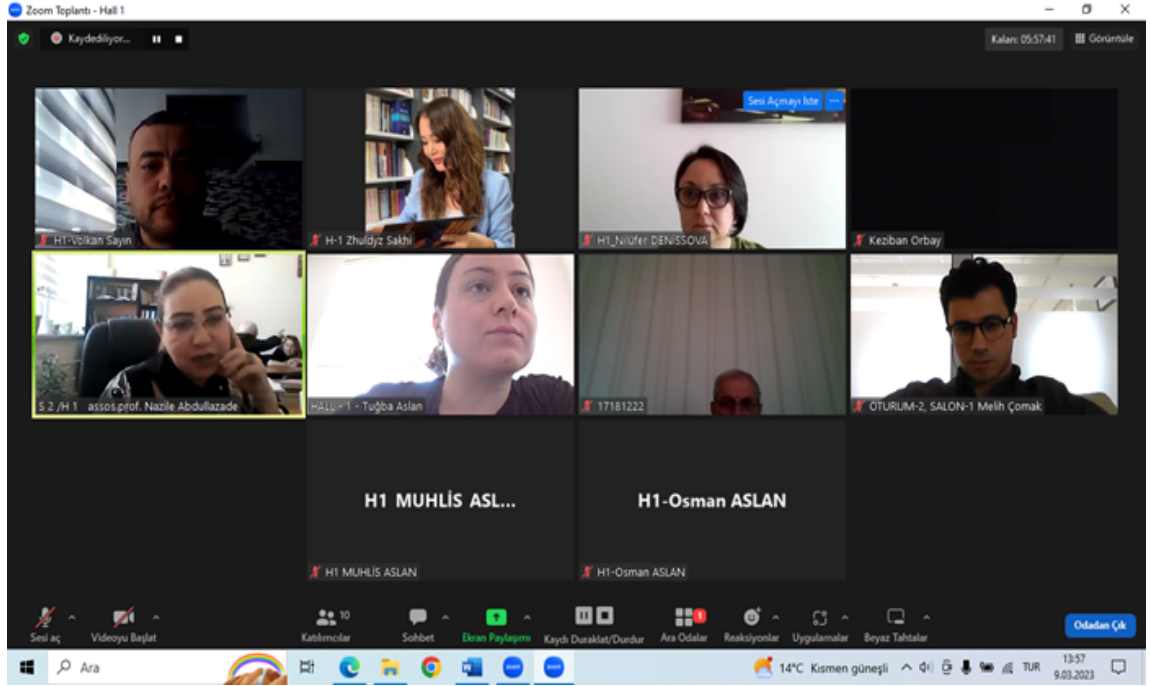 Zoom Toplantı - Hall 1
Kaydediliyor...
Kalan: 05:57:41
Görüntüle
Sesi Açmayı İste
H1-Volkan Sayın
H-1 Zhuldyz Sakhi
H1_Nilüfer DENİSSOVA
Keziban Orbay
S 2 /H 1 assos.prof. Nazile Abdullazade
HALL - 1 - Tuğba Aslan
17181222
OTURUM-2, SALON-1 Melih Çomak
H1 MUHLİS ASL...
H1-Osman ASLAN
H1 MUHLİS ASLAN
H1-Osman ASLAN
10
1
Sesi aç
Videoyu Başlat
Katılımcılar
Sohbet
Ekran Paylaşımı
Kaydı Duraklat/Durdur
Ara Odalar
Reaksiyonlar
Uygulamalar
Beyaz Tahtalar
Odadan Çık
Ara
14°C Kısmen güneşli
TUR
13:57
9.03.2023